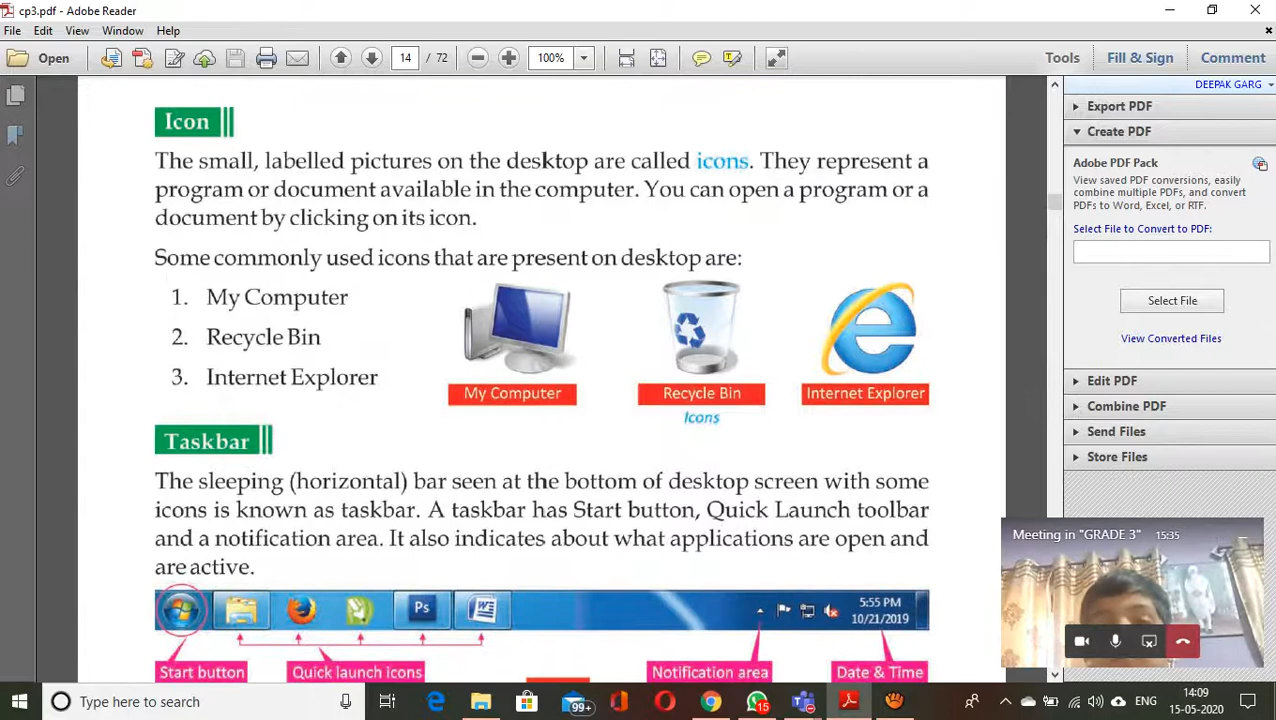 cp3.pdf - Adobe Reader
File Edit View Window Help
Open 14 / 72 100% Tools Fill & Sign Comment
DEEPAK GARG
Export PDF
Create PDF
Adobe PDF Pack
View saved PDF conversions, easily
combine multiple PDFs, and convert
PDFs to Word, Excel, or RTF.
Select File to Convert to PDF:
Select File
View Converted Files
Edit PDF
Combine PDF
Send Files
Store Files
Icon
The small, labelled pictures on the desktop are called icons. They represent a
program or document available in the computer. You can open a program or a
document by clicking on its icon.
Some commonly used icons that are present on desktop are:
1. My Computer
2. Recycle Bin
3. Internet Explorer
My Computer Recycle Bin Internet Explorer
Icons
Taskbar
The sleeping (horizontal) bar seen at the bottom of desktop screen with some
icons is known as taskbar. A taskbar has Start button, Quick Launch toolbar
and a notification area. It also indicates about what applications are open and
are active.
Ps W 5:55 PM
10/21/2019
Start button Quick launch icons Notification area Date & Time
Meeting in "GRADE 3" 15:35
Type here to search 99+ 15 ENG 14:09
15-05-2020